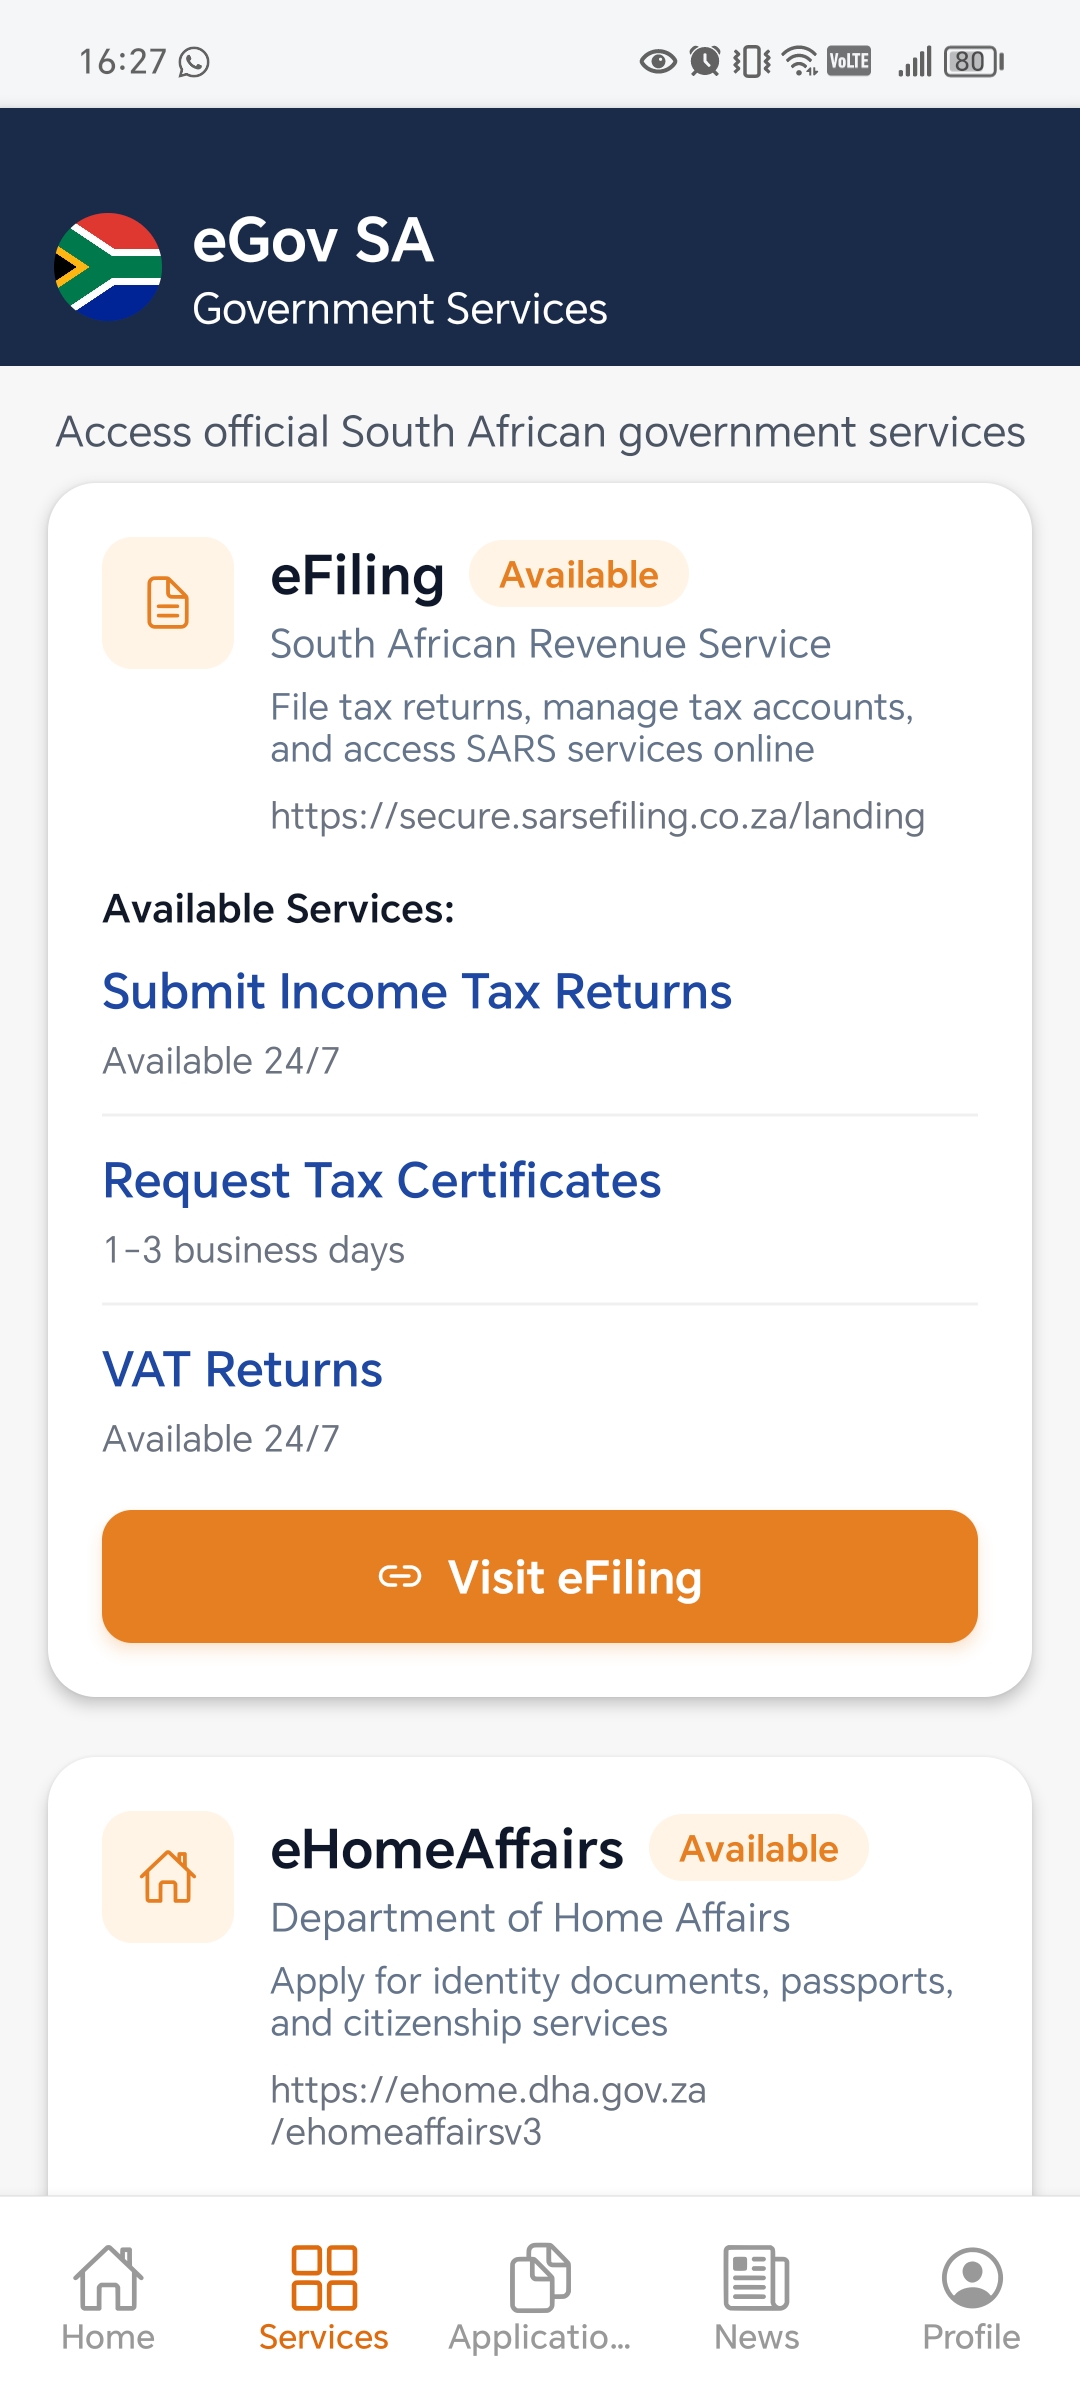 16:27
VoLTE
80
eGov SA
Government Services
Access official South African government services
eFiling
Available
South African Revenue Service
File tax returns, manage tax accounts,
and access SARS services online
https://secure.sarsefiling.co.za/landing
Available Services:
Submit Income Tax Returns
Available 24/7
Request Tax Certificates
1-3 business days
VAT Returns
Available 24/7
Visit eFiling
eHomeAffairs
Available
Department of Home Affairs
Apply for identity documents, passports,
and citizenship services
https://ehome.dha.gov.za
/ehomeaffairsv3
Home
Services
Applicatio...
News
Profile